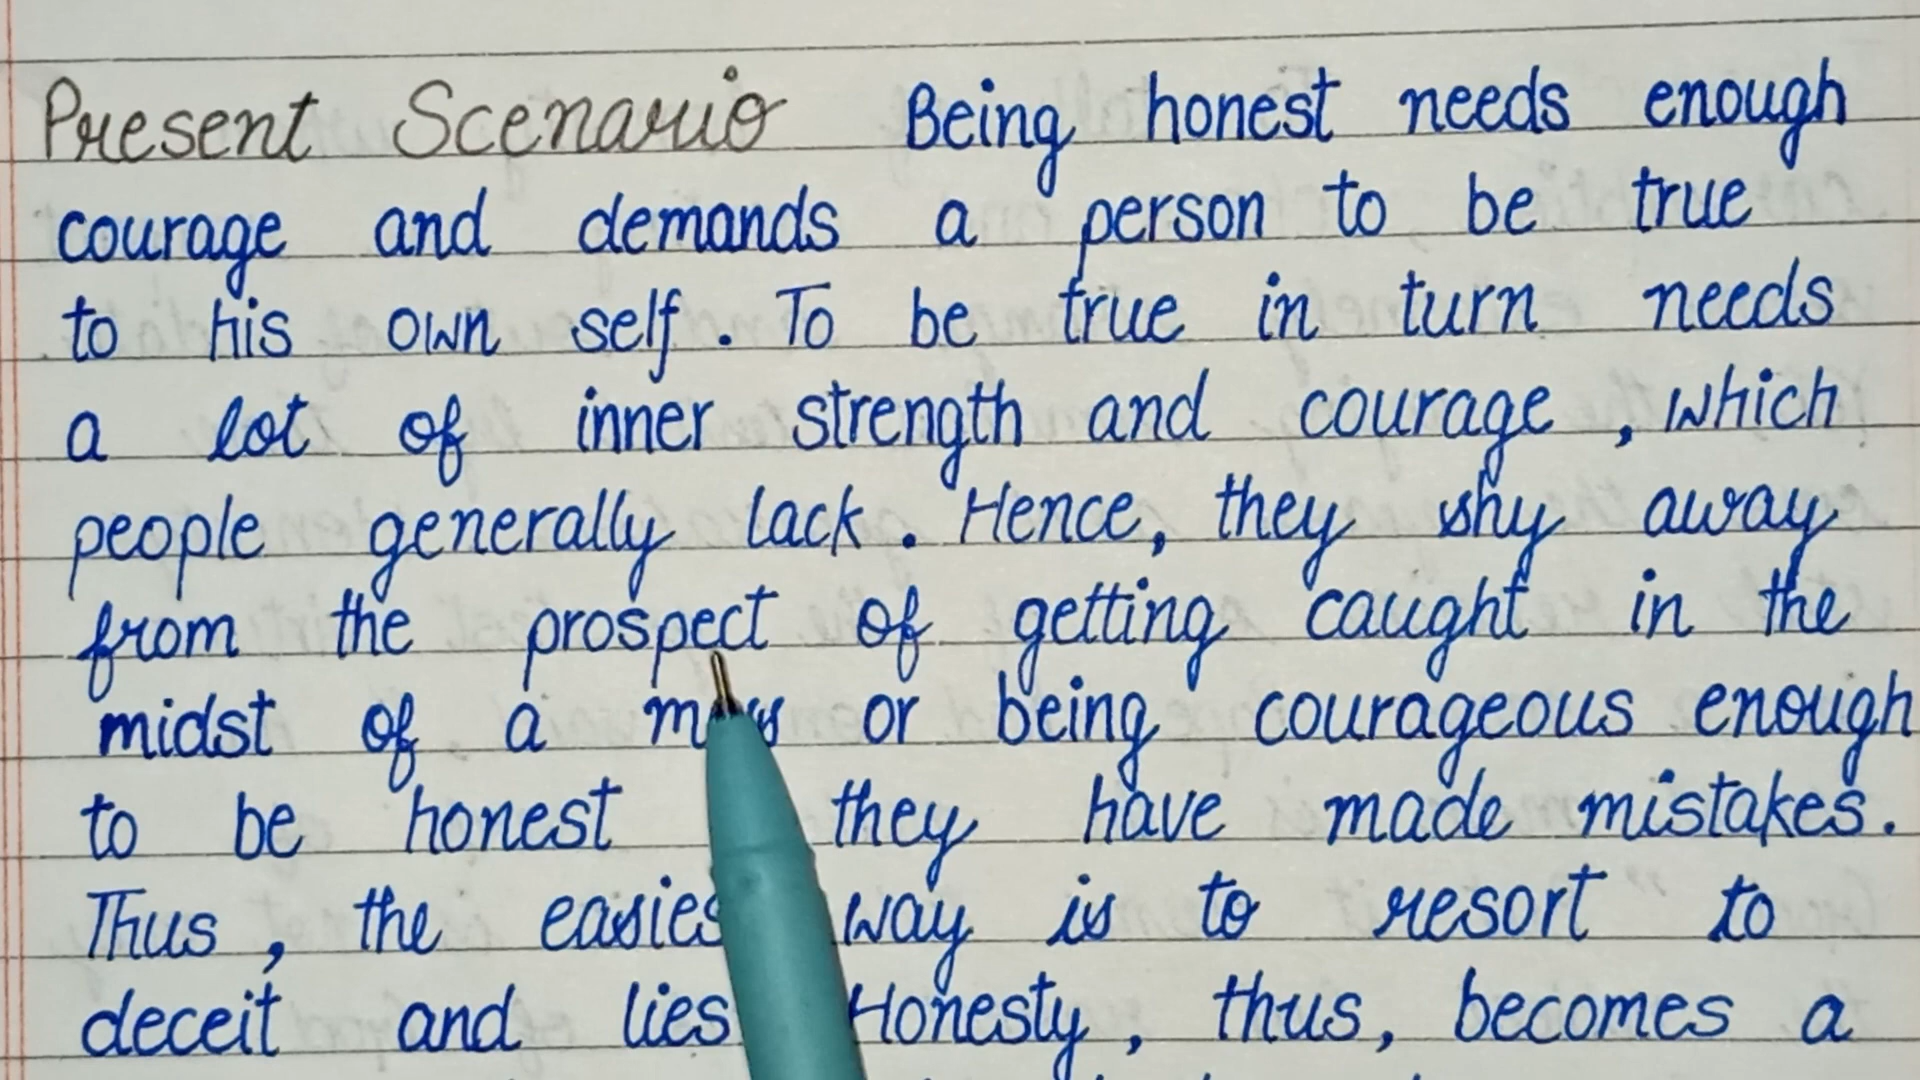 Present Scenario Being honest needs enough
courage and demands a person to be true
to his own self. To be true in turn needs
a lot of inner strength and courage, which
people generally lack. Hence, they shy away
from the prospect of getting caught in the
midst of a or being courageous enough
to be honest they have made mistakes.
Thus, the way is to resort to
deceit and lies Honesty, thus, becomes a